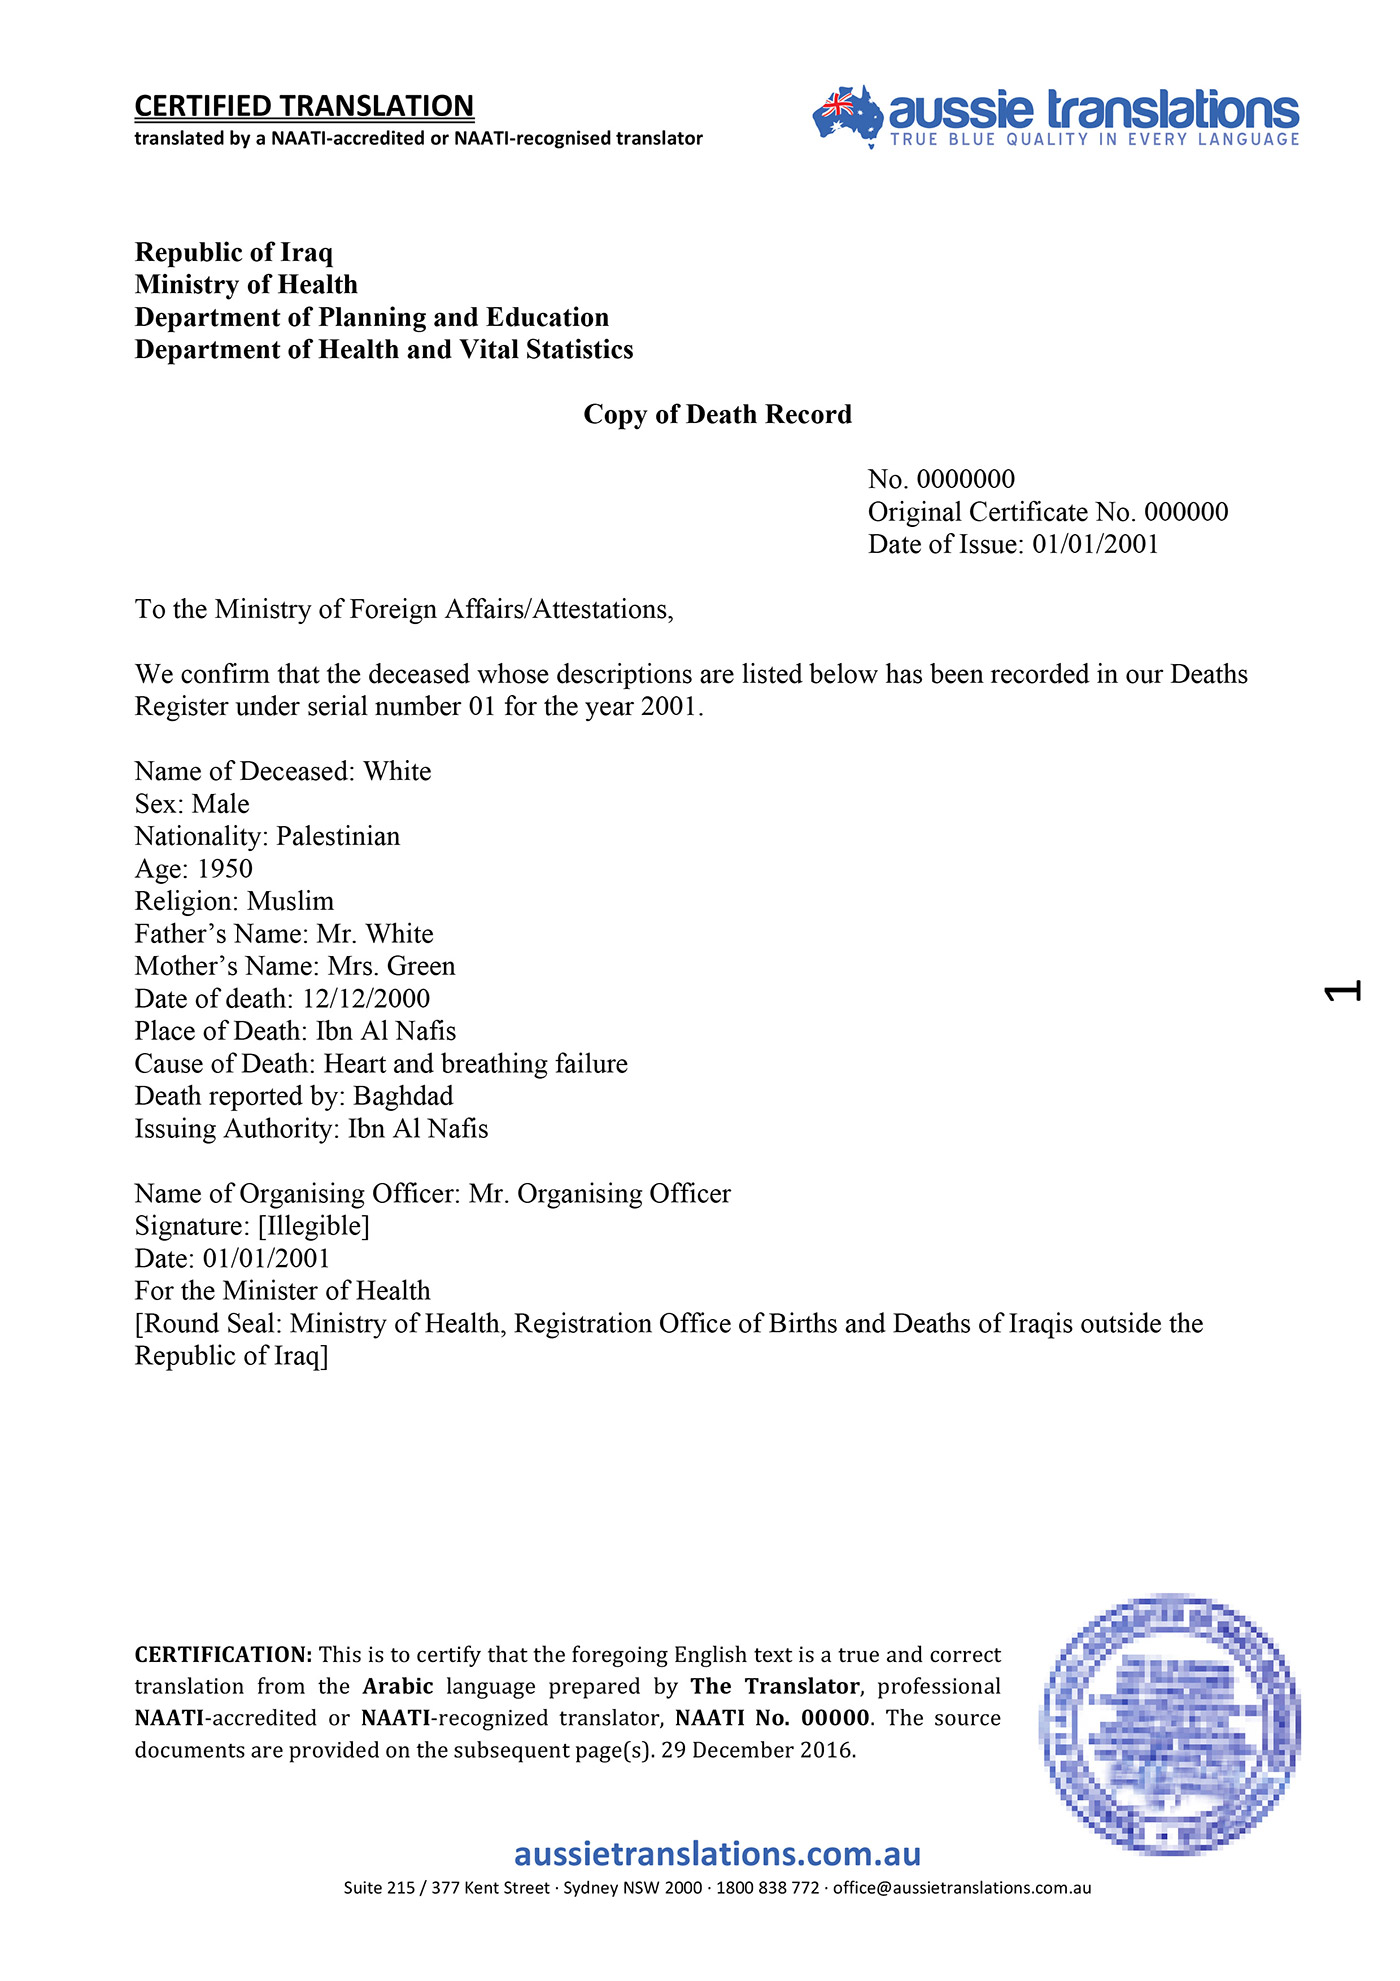 CERTIFIED TRANSLATION
translated by a NAATI-accredited or NAATI-recognised translator
aussie translations
TRUE BLUE QUALITY IN EVERY LANGUAGE
Republic of Iraq
Ministry of Health
Department of Planning and Education
Department of Health and Vital Statistics
Copy of Death Record
No. 0000000
Original Certificate No. 000000
Date of Issue: 01/01/2001
To the Ministry of Foreign Affairs/Attestations,
We confirm that the deceased whose descriptions are listed below has been recorded in our Deaths
Register under serial number 01 for the year 2001.
Name of Deceased: White
Sex: Male
Nationality: Palestinian
Age: 1950
Religion: Muslim
Father’s Name: Mr. White
Mother’s Name: Mrs. Green
Date of death: 12/12/2000
Place of Death: Ibn Al Nafis
Cause of Death: Heart and breathing failure
Death reported by: Baghdad
Issuing Authority: Ibn Al Nafis
Name of Organising Officer: Mr. Organising Officer
Signature: [Illegible]
Date: 01/01/2001
For the Minister of Health
[Round Seal: Ministry of Health, Registration Office of Births and Deaths of Iraqis outside the
Republic of Iraq]
1
CERTIFICATION: This is to certify that the foregoing English text is a true and correct
translation from the Arabic language prepared by The Translator, professional
NAATI-accredited or NAATI-recognized translator, NAATI No. 00000. The source
documents are provided on the subsequent page(s). 29 December 2016.
aussietranslations.com.au
Suite 215 / 377 Kent Street · Sydney NSW 2000 · 1800 838 772 · office@aussietranslations.com.au